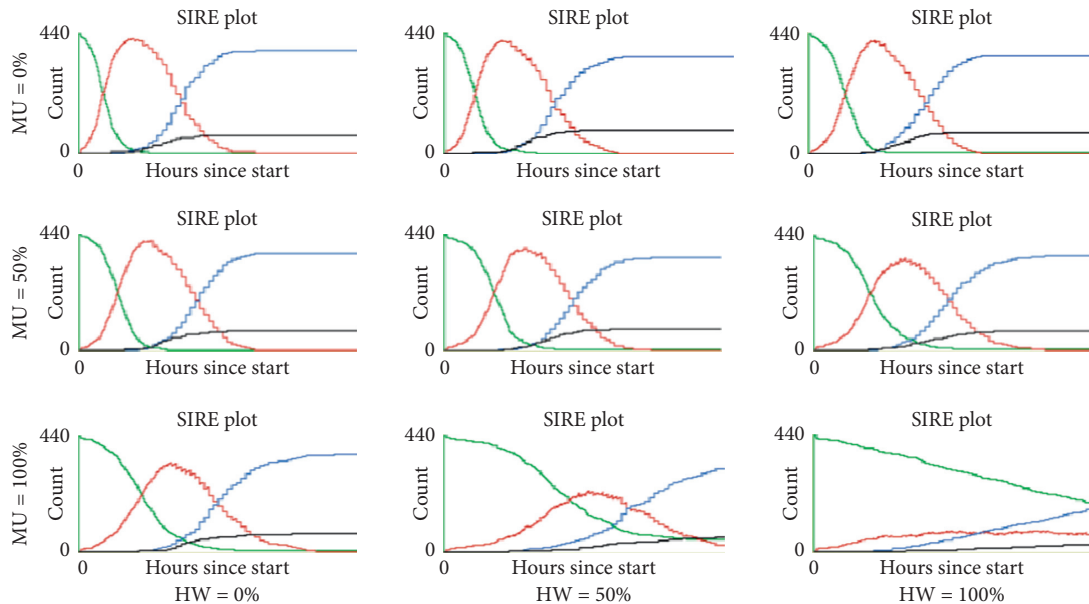 SIRE plot SIRE plot SIRE plot
440 440 440
MU = 0% Count Count Count
0 0 0
0 Hours since start 0 Hours since start 0 Hours since start
SIRE plot SIRE plot SIRE plot
440 440 440
MU = 50% Count Count Count
0 0 0
0 Hours since start 0 Hours since start 0 Hours since start
SIRE plot SIRE plot SIRE plot
440 440 440
MU = 100% Count Count Count
0 0 0
0 Hours since start 0 Hours since start 0 Hours since start
HW = 0% HW = 50% HW = 100%